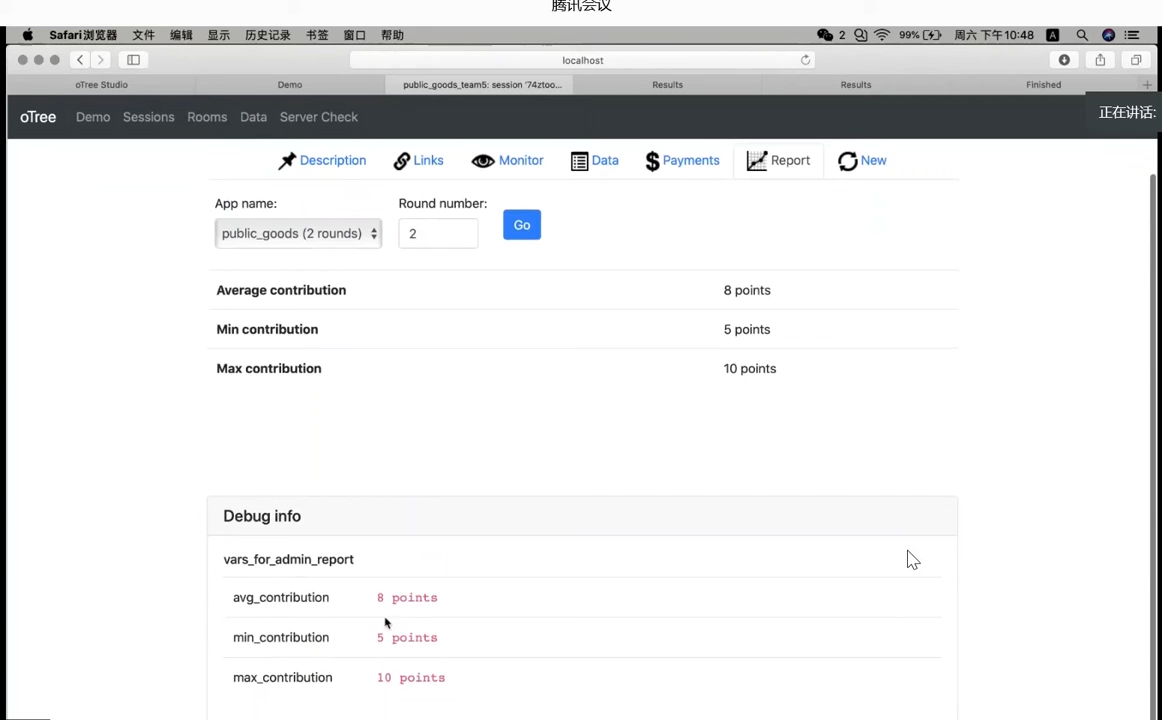 腾讯会议
Safari浏览器 文件 编辑 显示 历史记录 书签 窗口 帮助 2 99% 周六 下午10:48 A
localhost
oTree Studio Demo public_goods_team5: session '74ztoo... Results Results Finished
oTree Demo Sessions Rooms Data Server Check
正在讲话:
Description Links Monitor Data Payments Report New
App name: Round number:
public_goods (2 rounds) 2 Go
Average contribution 8 points
Min contribution 5 points
Max contribution 10 points
Debug info
vars_for_admin_report
avg_contribution 8 points
min_contribution 5 points
max_contribution 10 points